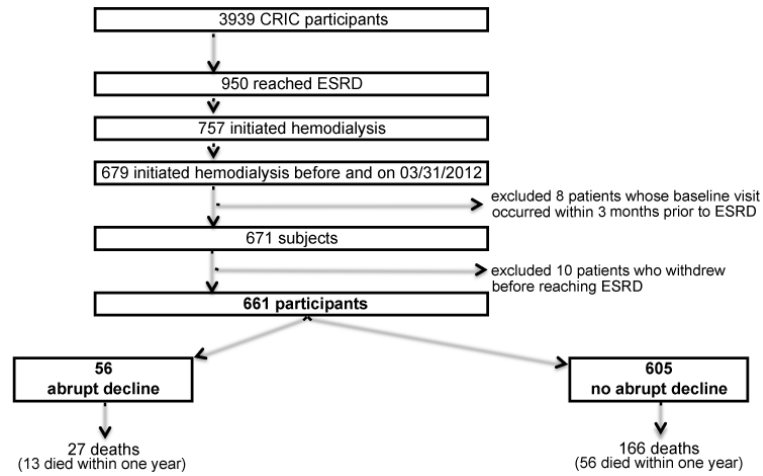 3939 CRIC participants
950 reached ESRD
757 initiated hemodialysis
679 initiated hemodialysis before and on 03/31/2012
excluded 8 patients whose baseline visit
occurred within 3 months prior to ESRD
671 subjects
excluded 10 patients who withdrew
before reaching ESRD
661 participants
56
abrupt decline
605
no abrupt decline
27 deaths
(13 died within one year)
166 deaths
(56 died within one year)